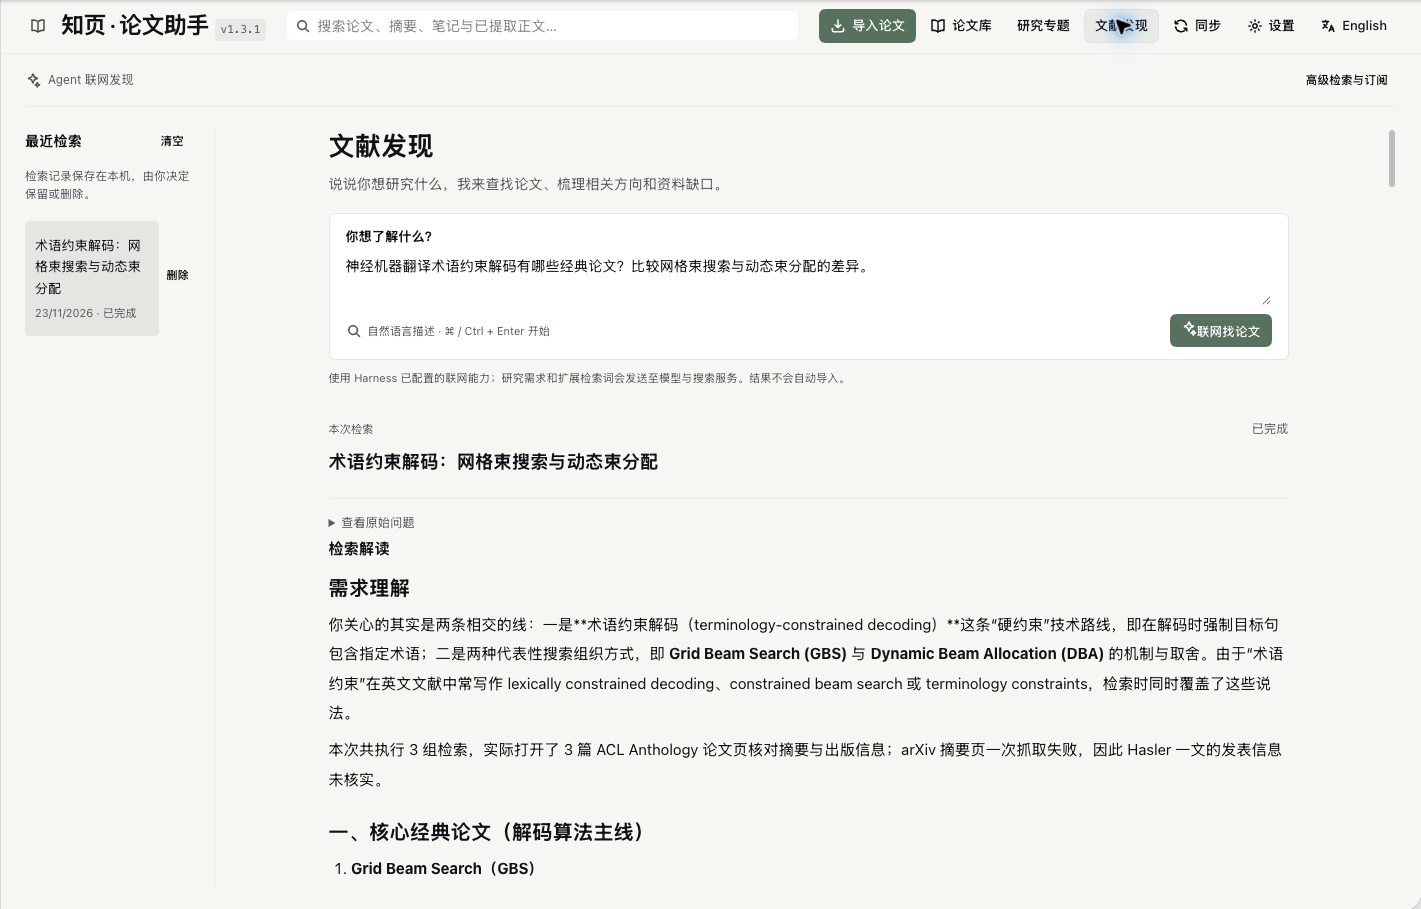 知页·论文助手 v1.3.1
搜索论文、摘要、笔记与已提取正文...
导入论文
论文库
研究专题
文献发现
同步
设置
English
Agent 联网发现
高级检索与订阅
最近检索
清空
检索记录保存在本机，由你决定
保留或删除。
术语约束解码：网
格束搜索与动态束
分配
23/11/2026 · 已完成
删除
文献发现
说说你想研究什么，我来查找论文、梳理相关方向和资料缺口。
你想了解什么?
神经机器翻译术语约束解码有哪些经典论文？比较网格束搜索与动态束分配的差异。
自然语言描述 · ⌘ / Ctrl + Enter 开始
联网找论文
使用 Harness 已配置的联网能力；研究需求和扩展检索词会发送至模型与搜索服务。结果不会自动导入。
本次检索
已完成
术语约束解码：网格束搜索与动态束分配
查看原始问题
检索解读
需求理解
你关心的其实是两条相交的线：一是**术语约束解码（terminology-constrained decoding）**这条“硬约束”技术路线，即在解码时强制目标句
包含指定术语；二是两种代表性搜索组织方式，即 Grid Beam Search (GBS) 与 Dynamic Beam Allocation (DBA) 的机制与取舍。由于“术语
约束”在英文文献中常写作 lexically constrained decoding、constrained beam search 或 terminology constraints，检索时同时覆盖了这些说
法。
本次共执行 3 组检索，实际打开了 3 篇 ACL Anthology 论文页核对摘要与出版信息；arXiv 摘要页一次抓取失败，因此 Hasler 一文的发表信息
未核实。
一、核心经典论文（解码算法主线）
1. Grid Beam Search（GBS）